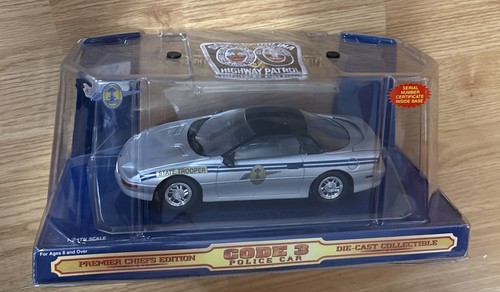 HIGHWAY PATROL
SERIAL
NUMBER
CERTIFICATE
INSIDE BASE
STATE TROOPER
SCALE
For Ages 8 and Over
PREMIER CHIEFS EDITION
CODE 3
POLICE CAR
DIE-CAST COLLECTIBLE